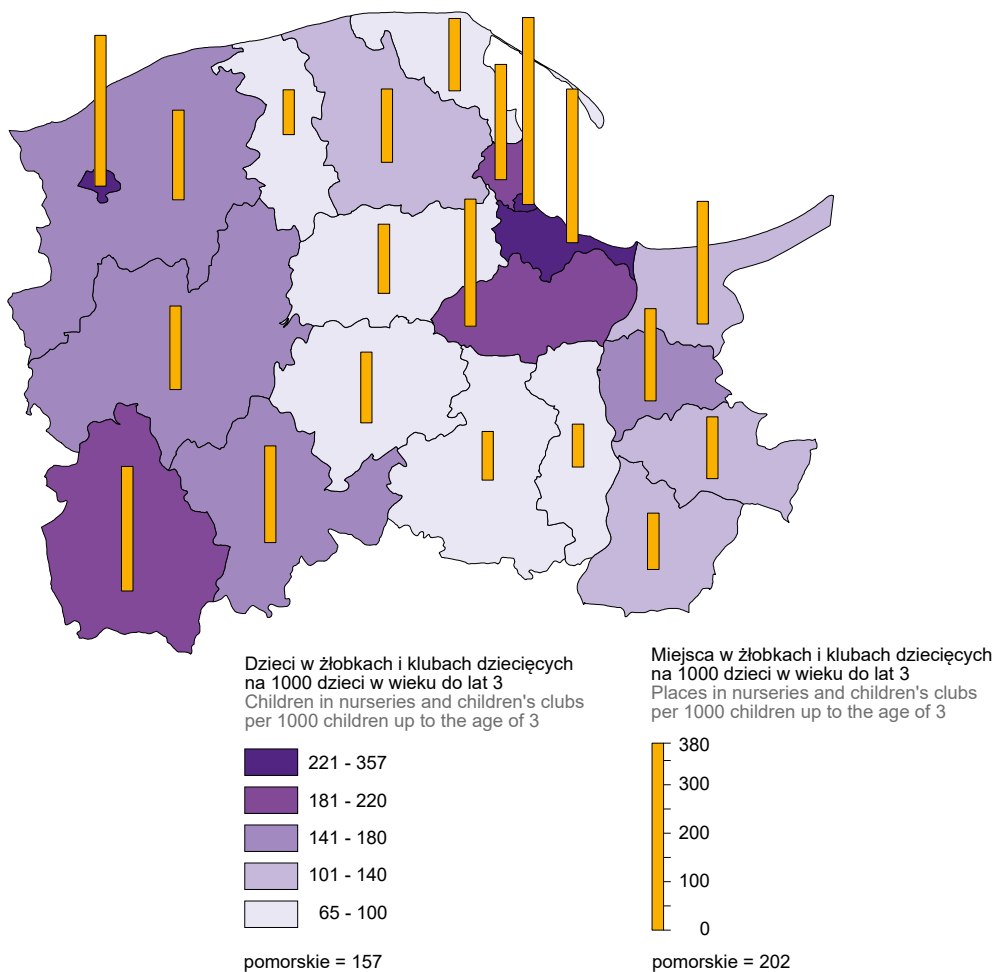 Dzieci w żłobkach i klubach dziecięcych
na 1000 dzieci w wieku do lat 3
Children in nurseries and children's clubs
per 1000 children up to the age of 3
221 - 357
181 - 220
141 - 180
101 - 140
65 - 100
pomorskie = 157
Miejsca w żłobkach i klubach dziecięcych
na 1000 dzieci w wieku do lat 3
Places in nurseries and children's clubs
per 1000 children up to the age of 3
380
300
200
100
0
pomorskie = 202